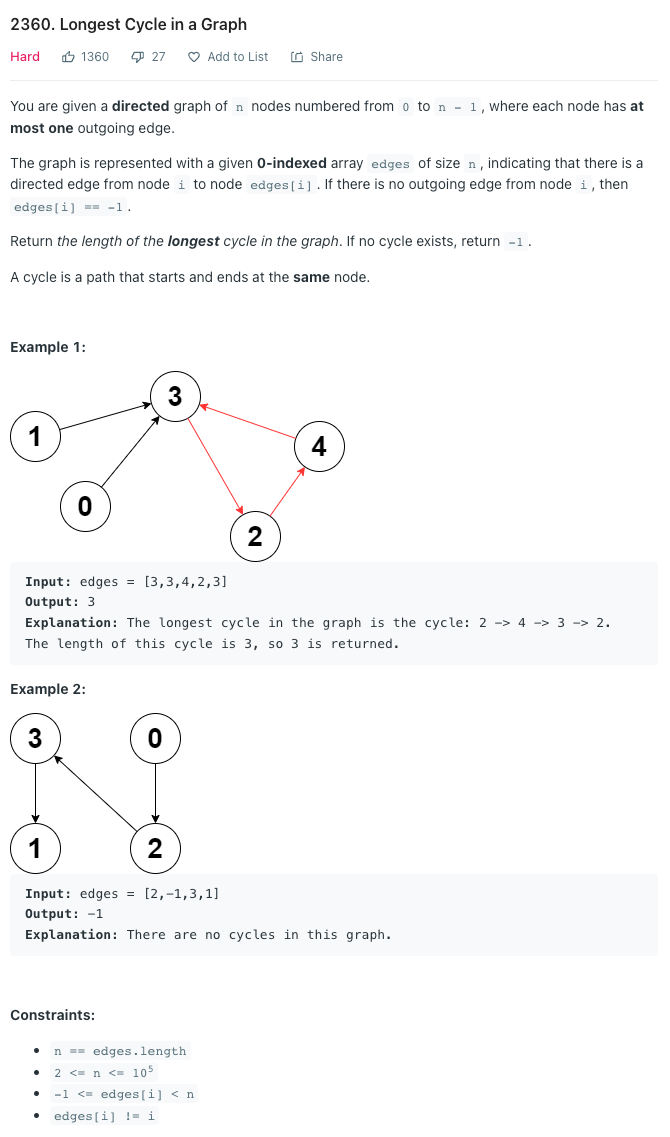 2360. Longest Cycle in a Graph
Hard 1360 27 Add to List Share
You are given a directed graph of n nodes numbered from 0 to n - 1, where each node has at
most one outgoing edge.
The graph is represented with a given 0-indexed array edges of size n, indicating that there is a
directed edge from node i to node edges[i]. If there is no outgoing edge from node i, then
edges[i] == -1.
Return the length of the longest cycle in the graph. If no cycle exists, return -1.
A cycle is a path that starts and ends at the same node.
Example 1:
3
1
4
0
2
Input: edges = [3,3,4,2,3]
Output: 3
Explanation: The longest cycle in the graph is the cycle: 2 -> 4 -> 3 -> 2.
The length of this cycle is 3, so 3 is returned.
Example 2:
3 0
1 2
Input: edges = [2,-1,3,1]
Output: -1
Explanation: There are no cycles in this graph.
Constraints:
• n == edges.length
• 2 <= n <= 10⁵
• -1 <= edges[i] < n
• edges[i] != i